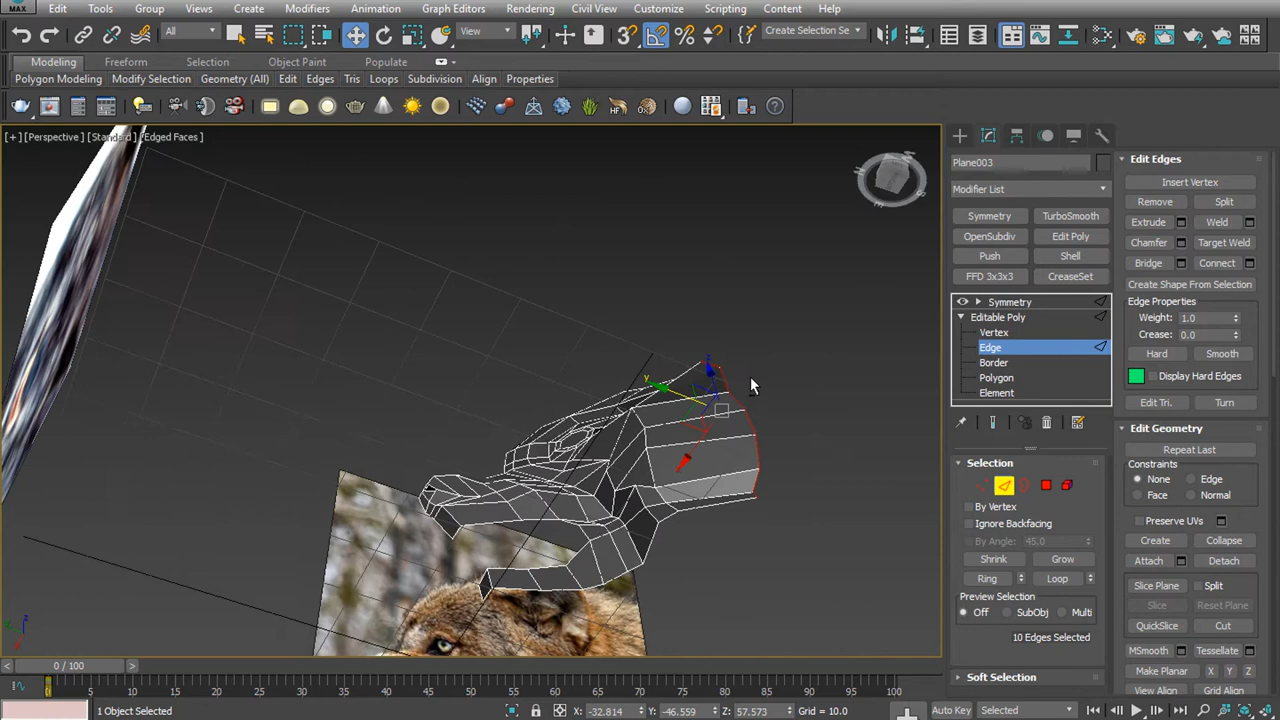 MAX Edit Tools Group Views Create Modifiers Animation Graph Editors Rendering Civil View Customize Scripting Content Help
All View Create Selection Se
Modeling Freeform Selection Object Paint Populate
Polygon Modeling Modify Selection Geometry (All) Edit Edges Tris Loops Subdivision Align Properties
[+] [Perspective] [Standard] [Edged Faces]
z
y
Plane003
Modifier List
Symmetry TurboSmooth
OpenSubdiv Edit Poly
Push Shell
FFD 3x3x3 CreaseSet
Symmetry
Editable Poly
Vertex
Edge
Border
Polygon
Element
Selection
By Vertex
Ignore Backfacing
By Angle: 45.0
Shrink Grow
Ring Loop
Preview Selection
Off SubObj Multi
10 Edges Selected
Soft Selection
Edit Edges
Insert Vertex
Remove Split
Extrude Weld
Chamfer Target Weld
Bridge Connect
Create Shape From Selection
Edge Properties
Weight: 1.0
Crease: 0.0
Hard Smooth
Display Hard Edges
Edit Tri. Turn
Edit Geometry
Repeat Last
Constraints
None Edge
Face Normal
Preserve UVs
Create Collapse
Attach Detach
Slice Plane Split
Slice Reset Plane
QuickSlice Cut
MSmooth Tessellate
Make Planar X Y Z
View Align Grid Align
0 / 100
0 5 10 15 20 25 30 35 40 45 50 55 60 65 70 75 80 85 90 95 100
1 Object Selected X: -32.814 Y: -46.559 Z: 57.573 Grid = 10.0 Auto Key Selected